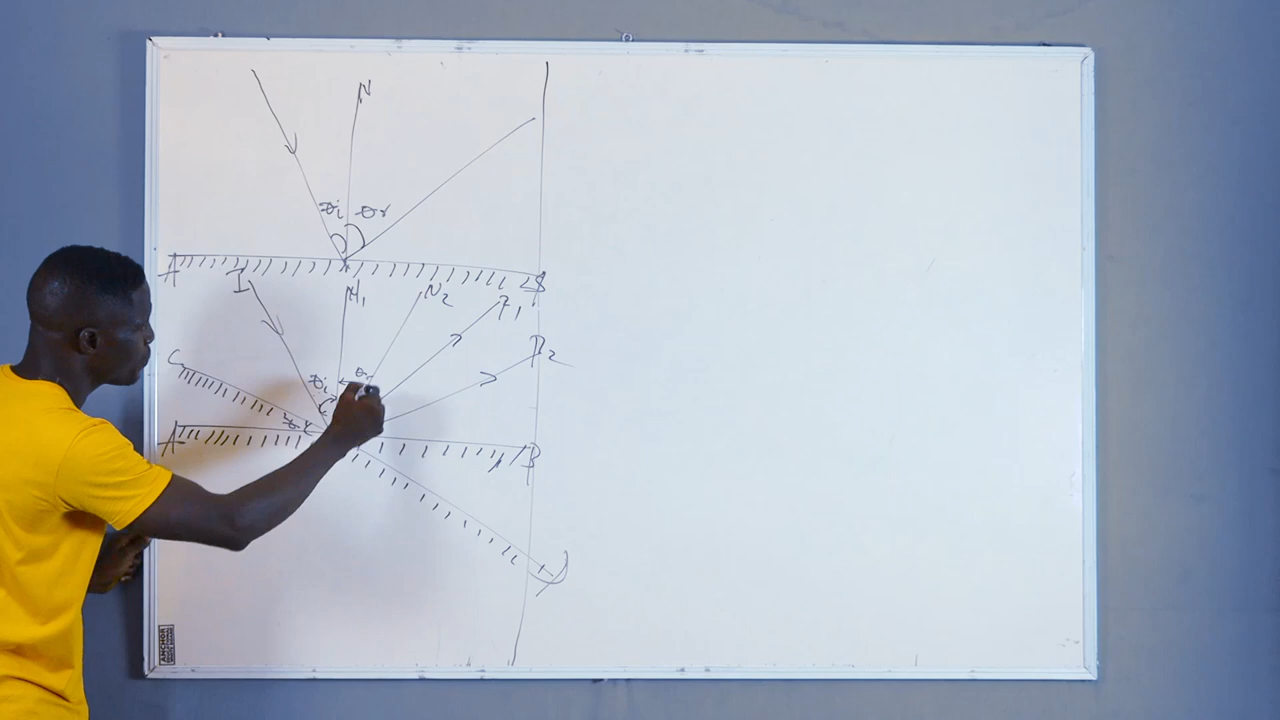 N
θi θr
A B
I N₁ N₂ R₁
R₂
C
θi
A B
D
ANCHOR